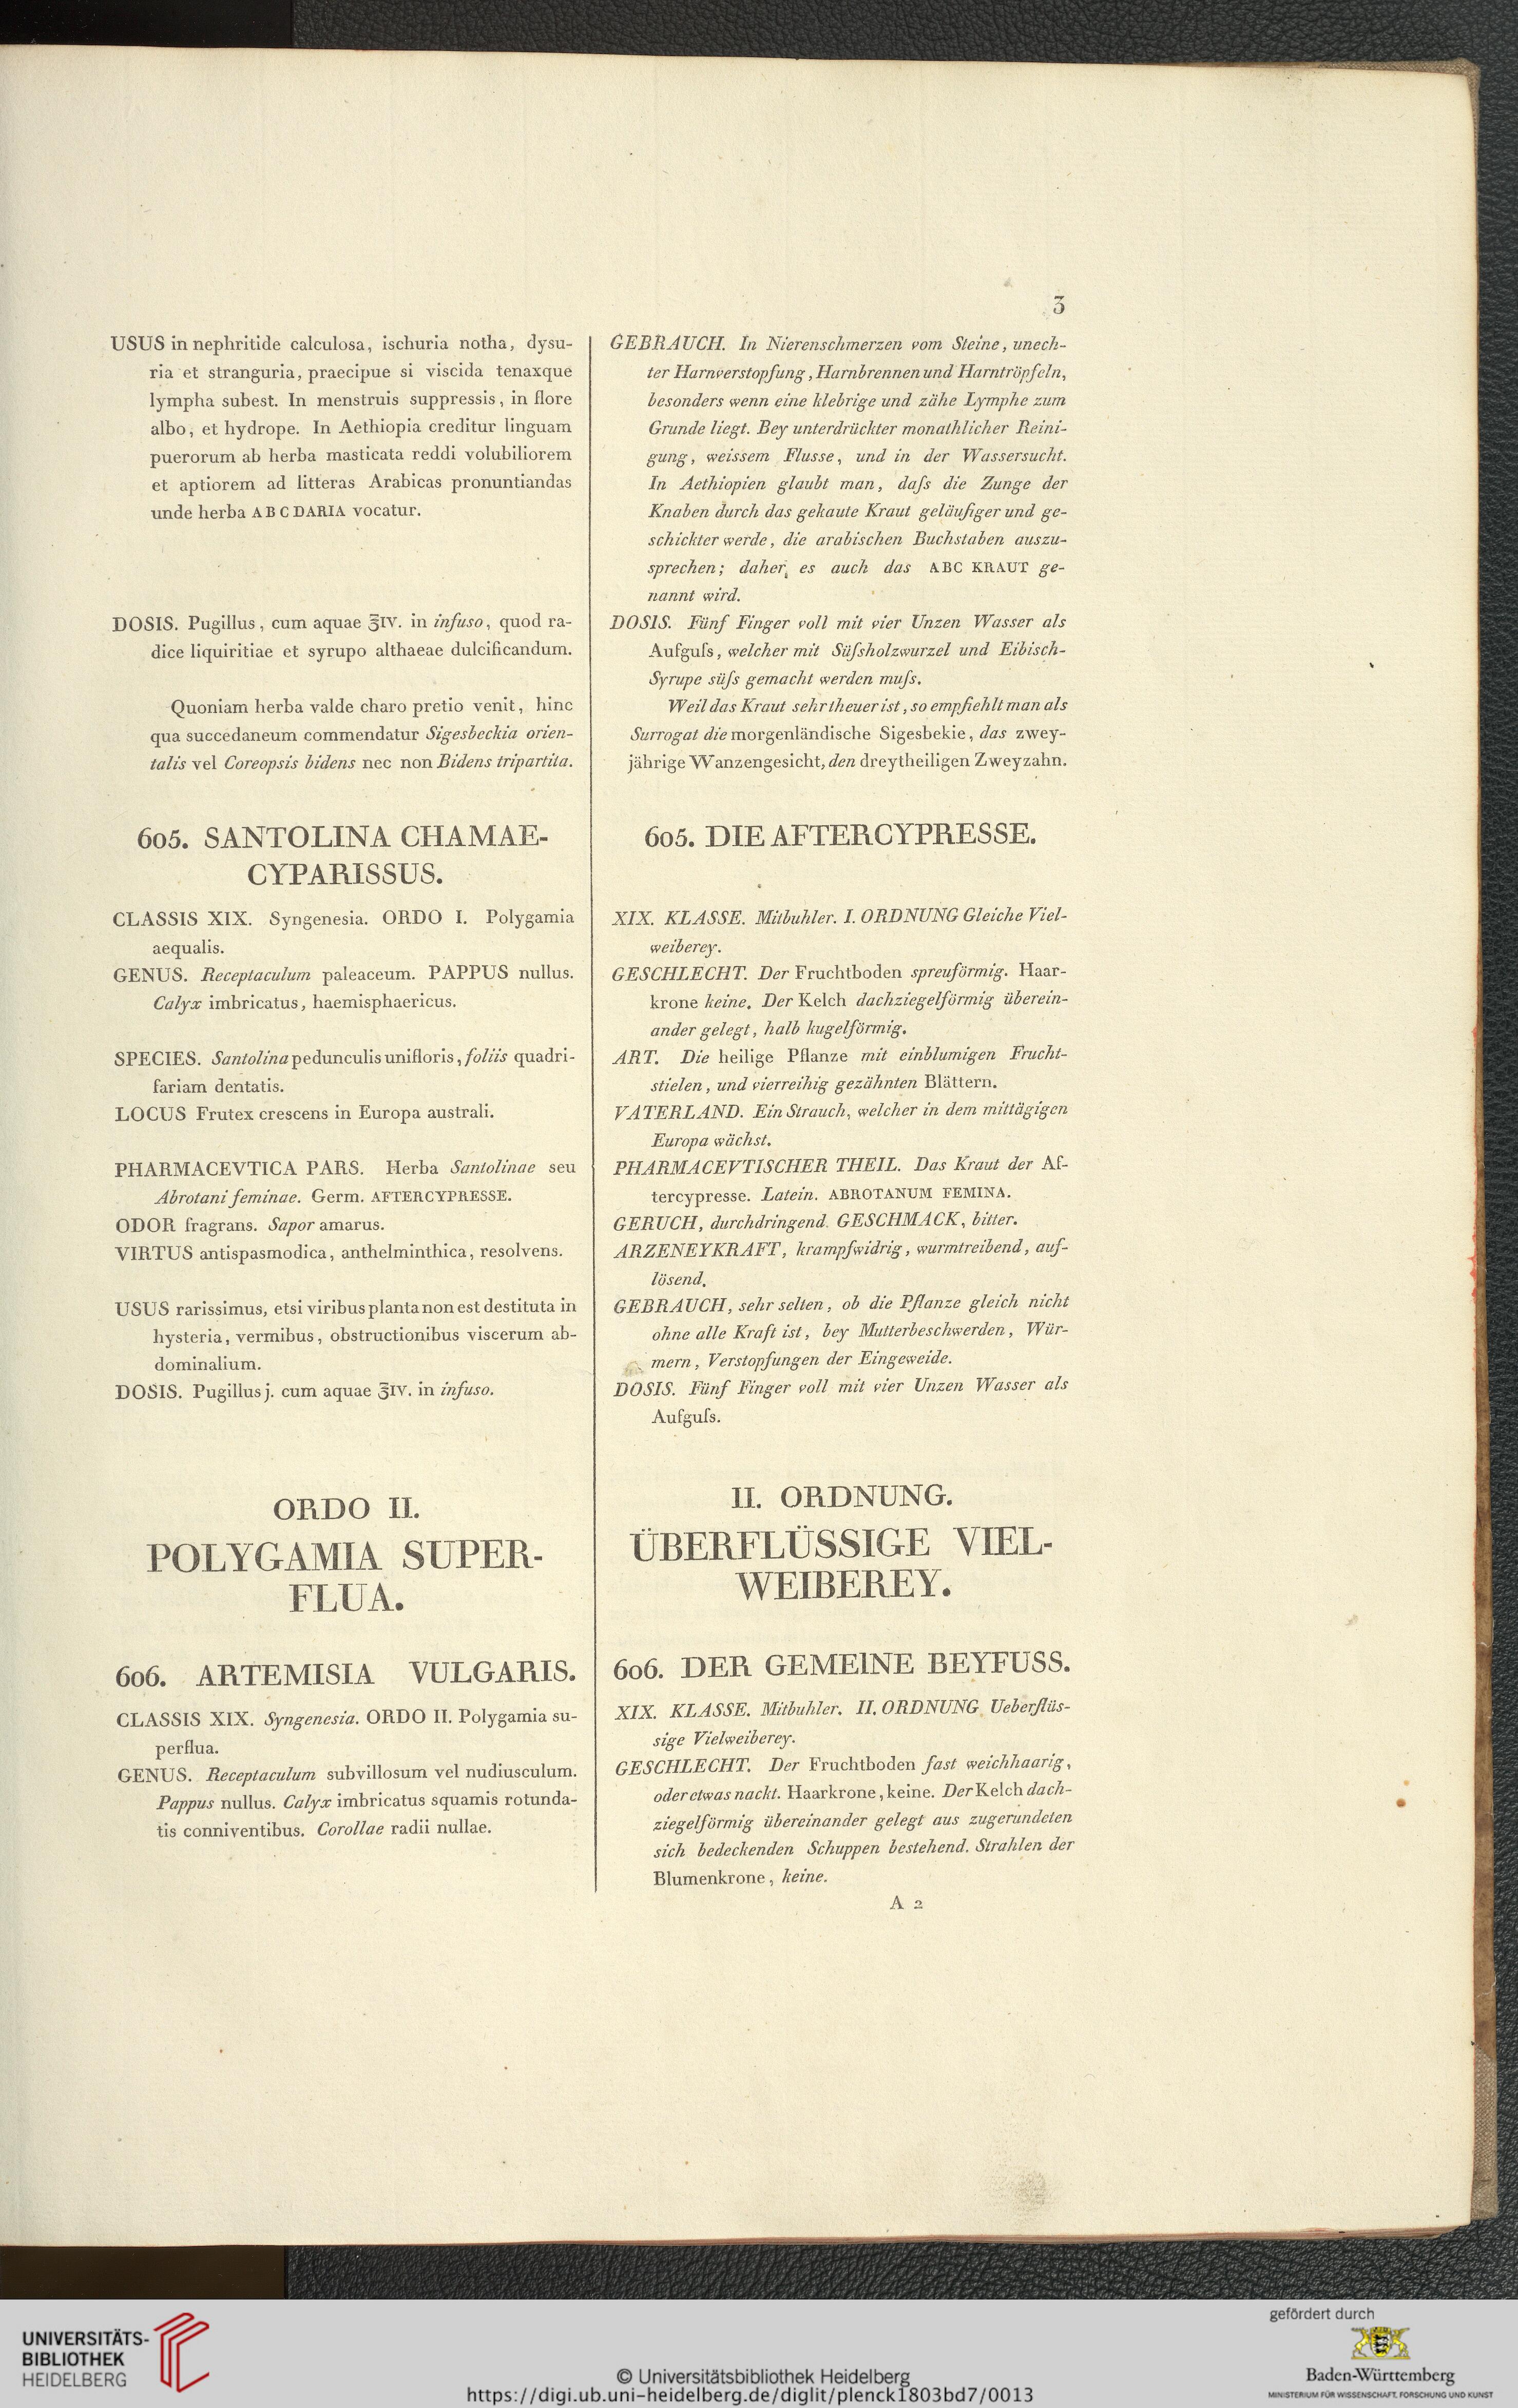 3
USUS in nephritide calculosa, ischuria notha, dysu-
ria et stranguria, praecipue si viscida tenaxque
lympha subest. In menstruis suppressis, in flore
albo, et hydrope. In Aethiopia creditur linguam
puerorum ab herba masticata reddi volubiliorem
et aptiorem ad litteras Arabicas pronuntiandas
unde herba ABCDARIA vocatur.
DOSIS. Pugillus, cum aquae ℥IV. in infuso, quod ra-
dice liquiritiae et syrupo althaeae dulcificandum.
Quoniam herba valde charo pretio venit, hinc
qua succedaneum commendatur Sigesbeckia orien-
talis vel Coreopsis bidens nec non Bidens tripartita.
605. SANTOLINA CHAMAE-
CYPARISSUS.
CLASSIS XIX. Syngenesia. ORDO I. Polygamia
aequalis.
GENUS. Receptaculum paleaceum. PAPPUS nullus.
Calyx imbricatus, haemisphaericus.
SPECIES. Santolina pedunculis unifloris, foliis quadri-
fariam dentatis.
LOCUS Frutex crescens in Europa australi.
PHARMACEVTICA PARS. Herba Santolinae seu
Abrotani feminae. Germ. AFTERCYPRESSE.
ODOR fragrans. Sapor amarus.
VIRTUS antispasmodica, anthelminthica, resolvens.
USUS rarissimus, etsi viribus planta non est destituta in
hysteria, vermibus, obstructionibus viscerum ab-
dominalium.
DOSIS. Pugillus j. cum aquae ℥IV. in infuso.
ORDO II.
POLYGAMIA SUPER-
FLUA.
606. ARTEMISIA VULGARIS.
CLASSIS XIX. Syngenesia. ORDO II. Polygamia su-
perflua.
GENUS. Receptaculum subvillosum vel nudiusculum.
Pappus nullus. Calyx imbricatus squamis rotunda-
tis conniventibus. Corollae radii nullae.
GEBRAUCH. In Nierenschmerzen vom Steine, unech-
ter Harnverstopfung, Harnbrennen und Harntröpfeln,
besonders wenn eine klebrige und zähe Lymphe zum
Grunde liegt. Bey unterdrückter monathlicher Reini-
gung, weissem Flusse, und in der Wassersucht.
In Aethiopien glaubt man, daſs die Zunge der
Knaben durch das gekaute Kraut geläufiger und ge-
schickter werde, die arabischen Buchstaben auszu-
sprechen; daher, es auch das ABC KRAUT ge-
nannt wird.
DOSIS. Fünf Finger voll mit vier Unzen Wasser als
Aufguſs, welcher mit Süſsholzwurzel und Eibisch-
Syrupe süſs gemacht werden muſs.
Weil das Kraut sehr theuer ist, so empfiehlt man als
Surrogat die morgenländische Sigesbekie, das zwey-
jährige Wanzengesicht, den dreytheiligen Zweyzahn.
605. DIE AFTERCYPRESSE.
XIX. KLASSE. Mitbuhler. I. ORDNUNG Gleiche Viel-
weiberey.
GESCHLECHT. Der Fruchtboden spreuförmig. Haar-
krone keine. Der Kelch dachziegelförmig überein-
ander gelegt, halb kugelförmig.
ART. Die heilige Pflanze mit einblumigen Frucht-
stielen, und vierreihig gezähnten Blättern.
VATERLAND. Ein Strauch, welcher in dem mittägigen
Europa wächst.
PHARMACEVTISCHER THEIL. Das Kraut der Af-
tercypresse. Latein. ABROTANUM FEMINA.
GERUCH, durchdringend. GESCHMACK, bitter.
ARZENEYKRAFT, krampfwidrig, wurmtreibend, auf-
lösend.
GEBRAUCH, sehr selten, ob die Pflanze gleich nicht
ohne alle Kraft ist, bey Mutterbeschwerden, Wür-
mern, Verstopfungen der Eingeweide.
DOSIS. Fünf Finger voll mit vier Unzen Wasser als
Aufguſs.
II. ORDNUNG.
ÜBERFLÜSSIGE VIEL-
WEIBEREY.
606. DER GEMEINE BEYFUSS.
XIX. KLASSE. Mitbuhler. II. ORDNUNG Ueberflüs-
sige Vielweiberey.
GESCHLECHT. Der Fruchtboden fast weichhaarig,
oder etwas nackt. Haarkrone, keine. Der Kelch dach-
ziegelförmig übereinander gelegt aus zugerundeten
sich bedeckenden Schuppen bestehend. Strahlen der
Blumenkrone, keine.
A 2
UNIVERSITÄTS-
BIBLIOTHEK
HEIDELBERG
© Universitätsbibliothek Heidelberg
https://digi.ub.uni-heidelberg.de/diglit/plenck1803bd7/0013
gefördert durch
Baden-Württemberg
MINISTERIUM FÜR WISSENSCHAFT, FORSCHUNG UND KUNST